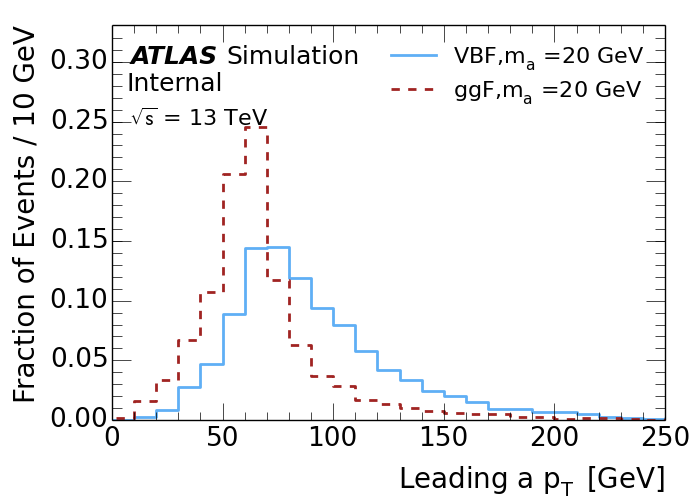 ATLAS Simulation
Internal
√s = 13 TeV
VBF,mₐ =20 GeV
ggF,mₐ =20 GeV
Fraction of Events / 10 GeV
0.30
0.25
0.20
0.15
0.10
0.05
0.00
0 50 100 150 200 250
Leading a p_T [GeV]